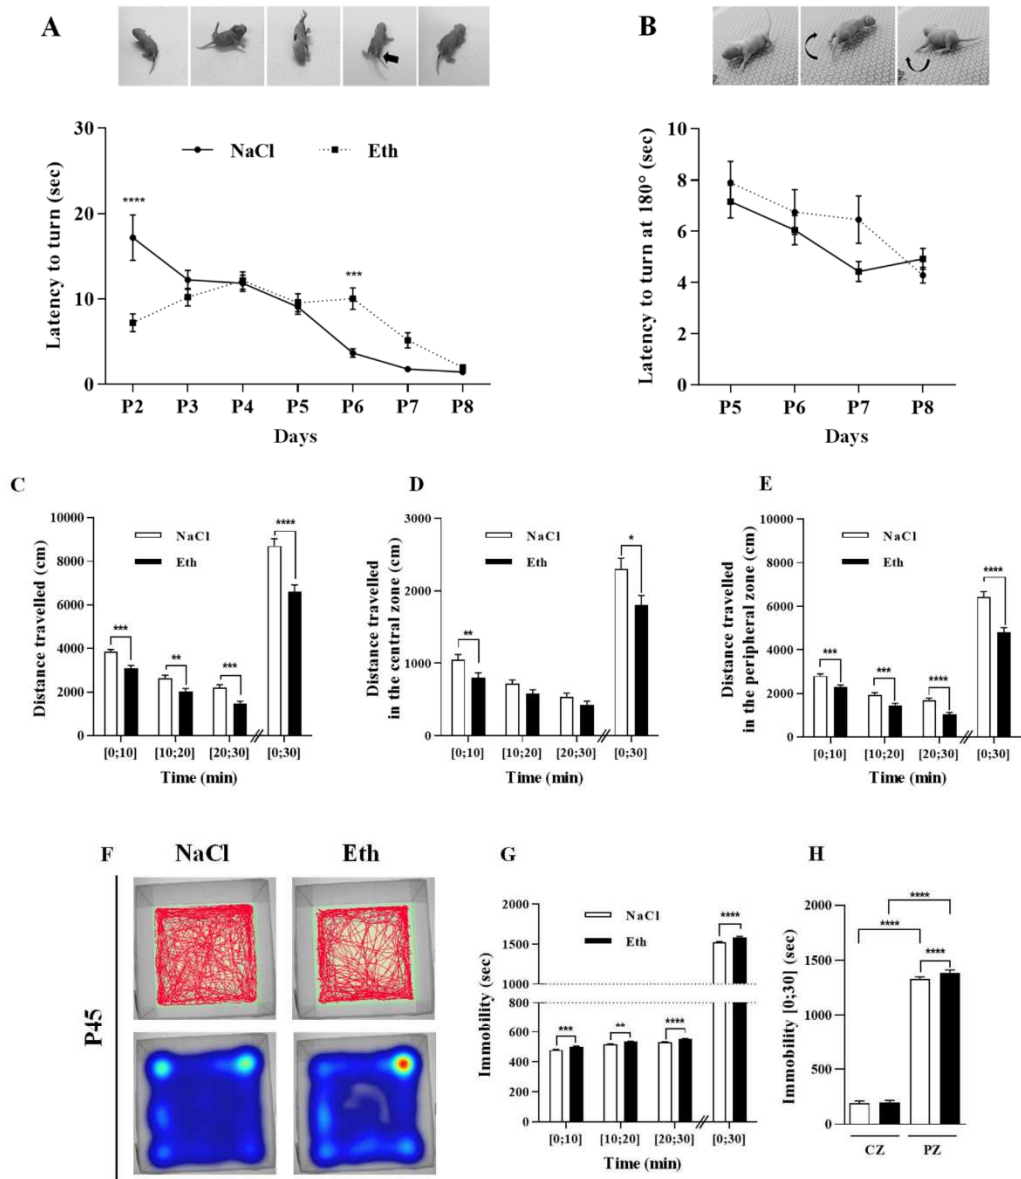 A
B
30
20
10
0
Latency to turn (sec)
NaCl
Eth
****
***
P2 P3 P4 P5 P6 P7 P8
Days
10
8
6
4
2
0
Latency to turn at 180° (sec)
P5 P6 P7 P8
Days
C
10000
8000
6000
4000
2000
0
Distance travelled (cm)
NaCl
Eth
***
**
***
****
[0;10] [10;20] [20;30] [0;30]
Time (min)
D
3000
2000
1000
0
Distance travelled
in the central zone (cm)
NaCl
Eth
**
*
[0;10] [10;20] [20;30] [0;30]
Time (min)
E
10000
8000
6000
4000
2000
0
Distance travelled
in the peripheral zone (cm)
NaCl
Eth
***
***
****
****
[0;10] [10;20] [20;30] [0;30]
Time (min)
F
NaCl
Eth
P45
G
2000
1500
1000
800
600
400
200
0
Immobility (sec)
NaCl
Eth
***
**
****
****
[0;10] [10;20] [20;30] [0;30]
Time (min)
H
2000
1500
1000
500
0
Immobility [0;30] (sec)
****
****
****
CZ PZ